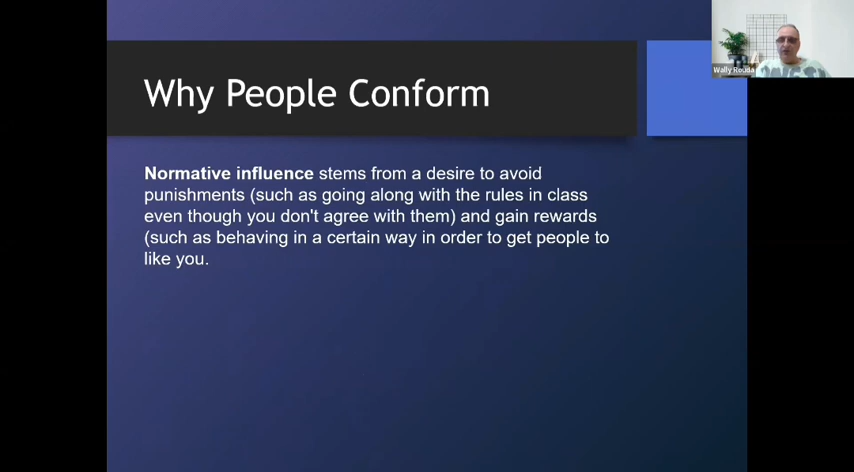 Why People Conform
Normative influence stems from a desire to avoid
punishments (such as going along with the rules in class
even though you don't agree with them) and gain rewards
(such as behaving in a certain way in order to get people to
like you.
Wally Rouda